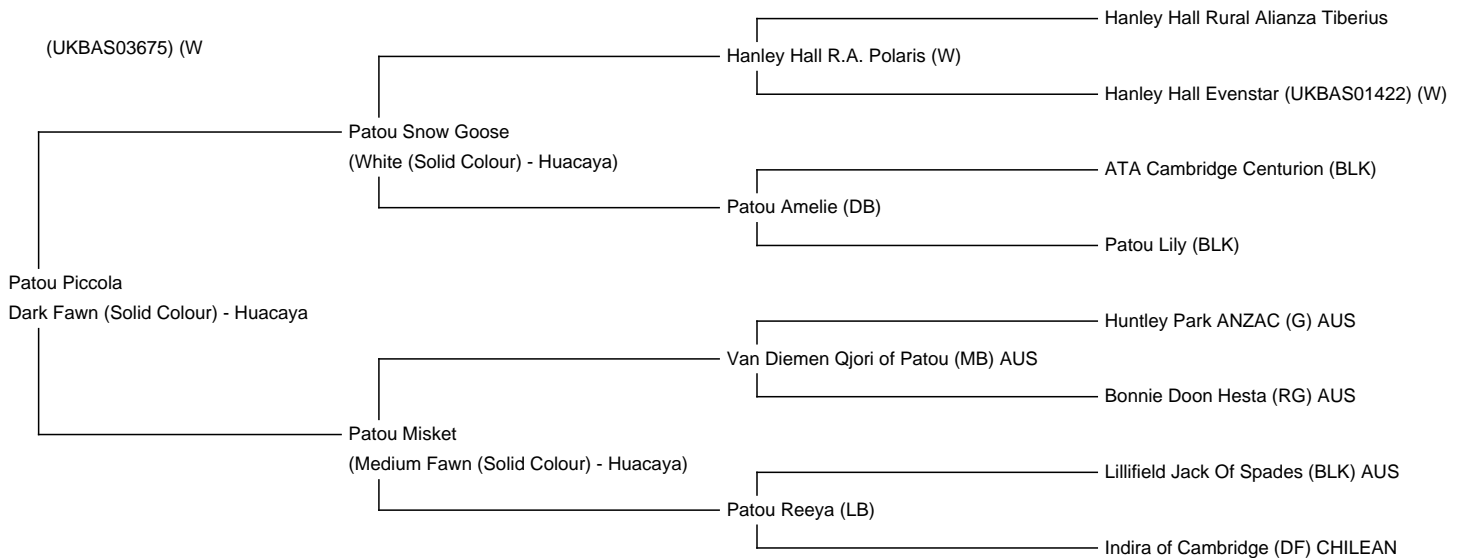 Hanley Hall Rural Alianza Tiberius
(UKBAS03675) (W
Hanley Hall R.A. Polaris (W)
Hanley Hall Evenstar (UKBAS01422) (W)
Patou Snow Goose
(White (Solid Colour) - Huacaya)
ATA Cambridge Centurion (BLK)
Patou Amelie (DB)
Patou Lily (BLK)
Patou Piccola
Dark Fawn (Solid Colour) - Huacaya
Huntley Park ANZAC (G) AUS
Van Diemen Qjori of Patou (MB) AUS
Bonnie Doon Hesta (RG) AUS
Patou Misket
(Medium Fawn (Solid Colour) - Huacaya)
Lillifield Jack Of Spades (BLK) AUS
Patou Reeya (LB)
Indira of Cambridge (DF) CHILEAN